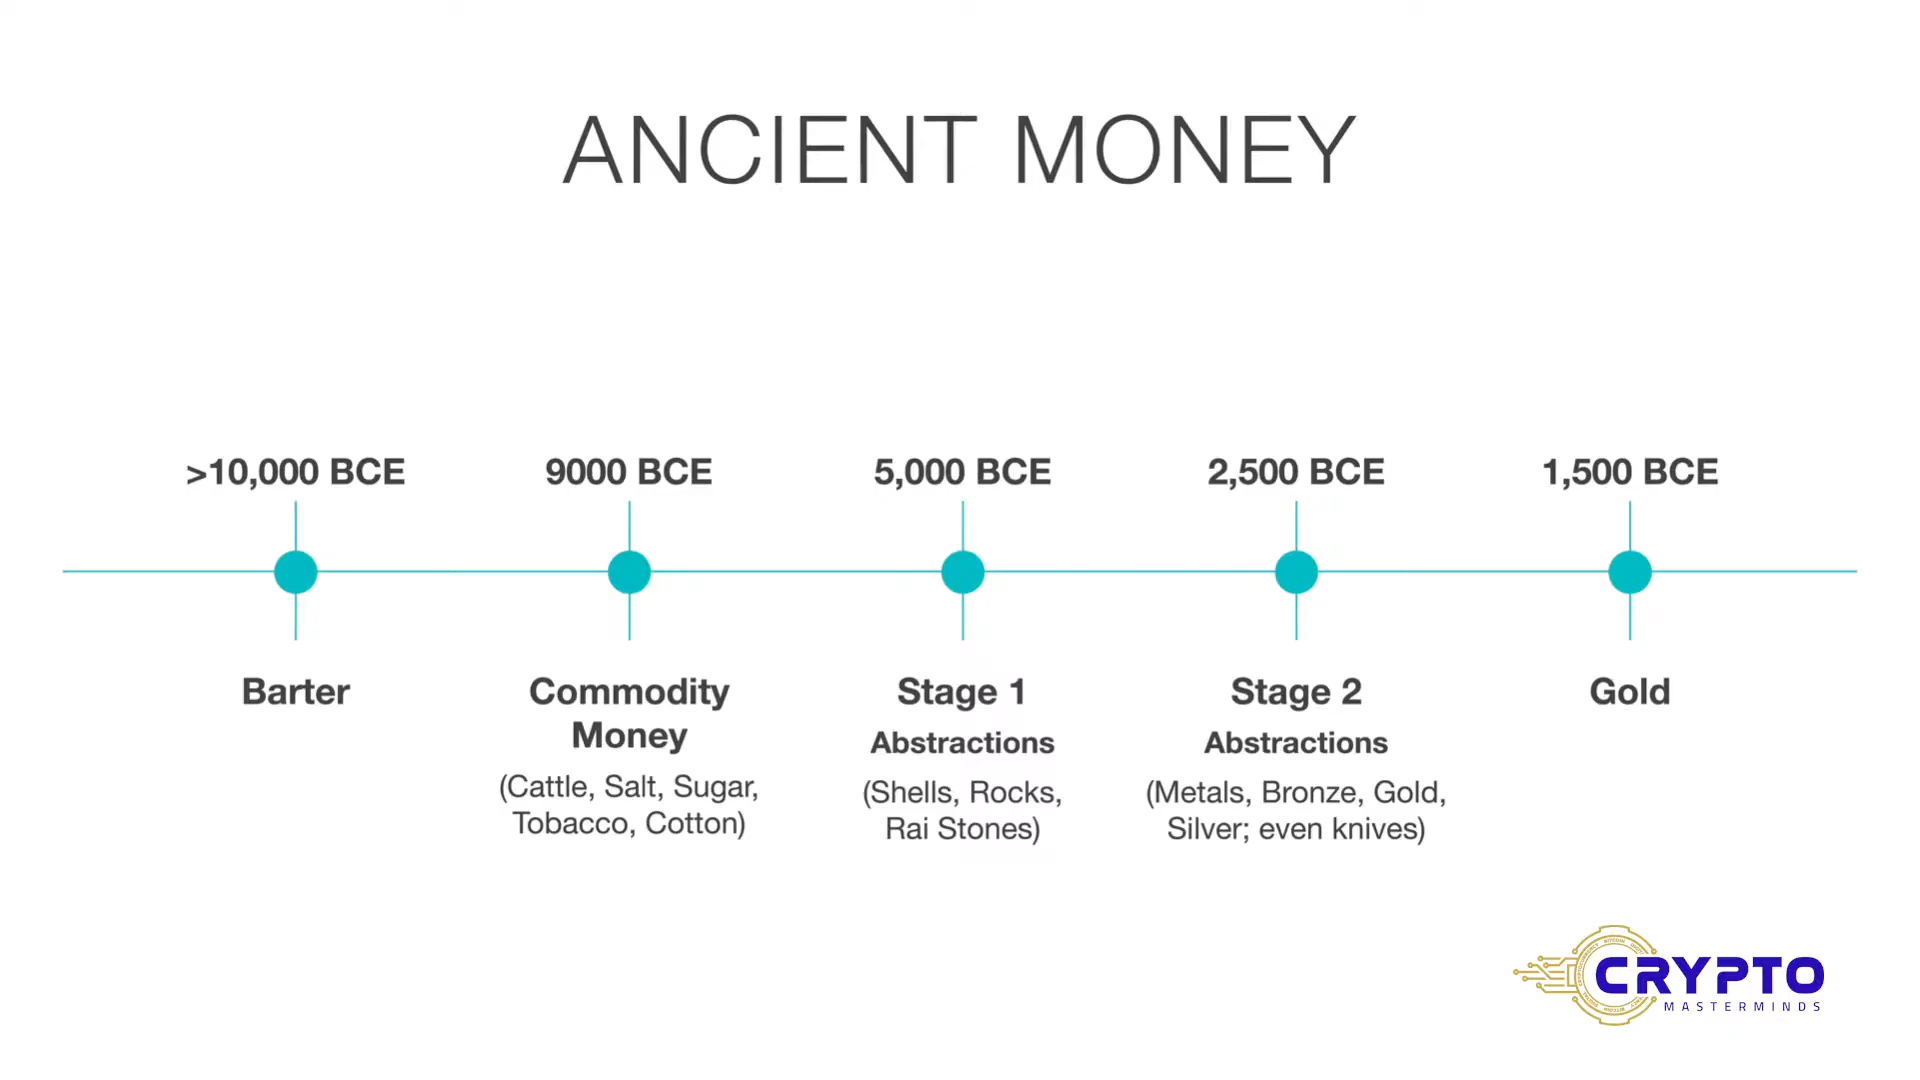 ANCIENT MONEY
>10,000 BCE
9000 BCE
5,000 BCE
2,500 BCE
1,500 BCE
Barter
Commodity
Money
(Cattle, Salt, Sugar,
Tobacco, Cotton)
Stage 1
Abstractions
(Shells, Rocks,
Rai Stones)
Stage 2
Abstractions
(Metals, Bronze, Gold,
Silver; even knives)
Gold
CRYPTO
MASTERMINDS